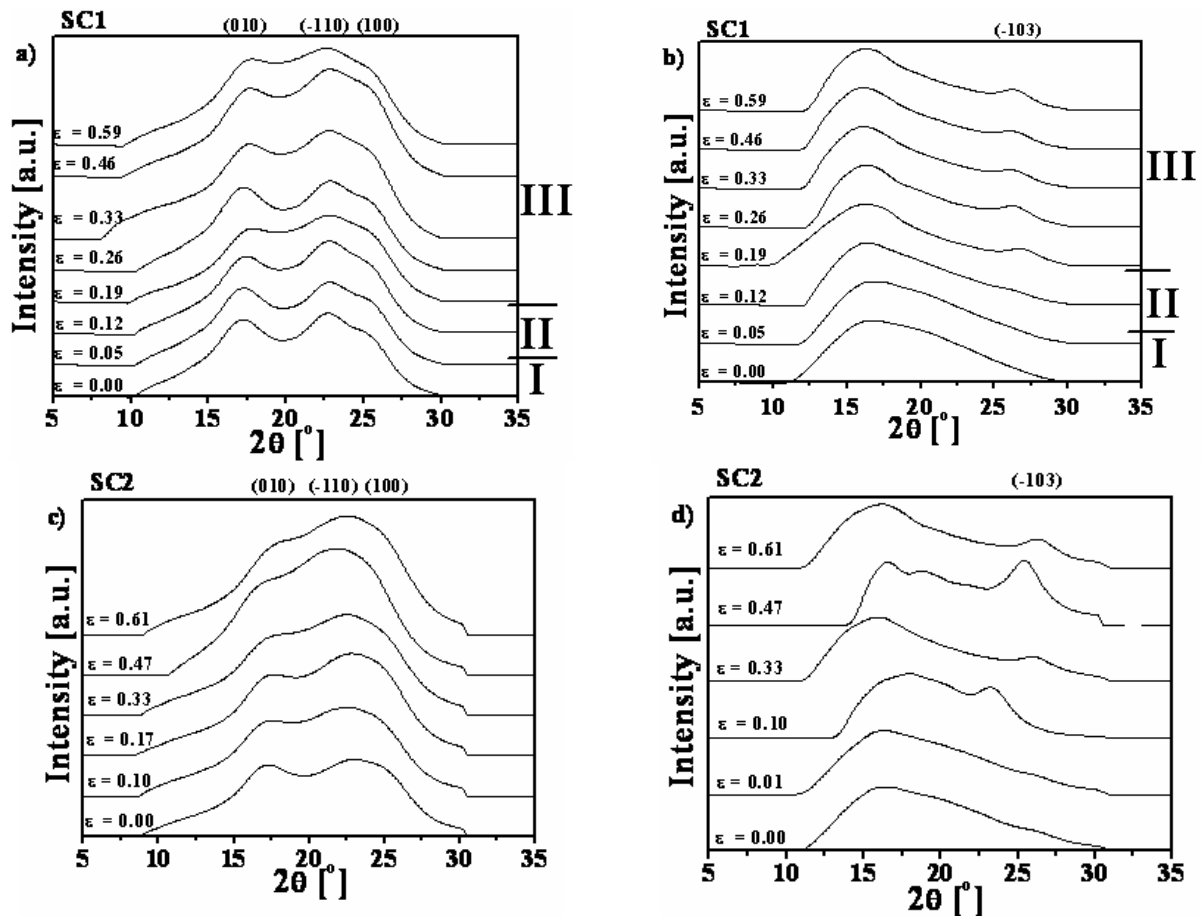 SC1
(010) (-110) (100)
a)
ε = 0.59
ε = 0.46
ε = 0.33
ε = 0.26
ε = 0.19
ε = 0.12
ε = 0.05
ε = 0.00
III
II
I
Intensity [a.u.]
5 10 15 20 25 30 35
2θ [°]
SC1
(-103)
b)
ε = 0.59
ε = 0.46
ε = 0.33
ε = 0.26
ε = 0.19
ε = 0.12
ε = 0.05
ε = 0.00
III
II
I
Intensity [a.u.]
5 10 15 20 25 30 35
2θ [°]
SC2
(010) (-110) (100)
c)
ε = 0.61
ε = 0.47
ε = 0.33
ε = 0.17
ε = 0.10
ε = 0.00
Intensity [a.u.]
5 10 15 20 25 30 35
2θ [°]
SC2
(-103)
d)
ε = 0.61
ε = 0.47
ε = 0.33
ε = 0.10
ε = 0.01
ε = 0.00
Intensity [a.u.]
5 10 15 20 25 30 35
2θ [°]